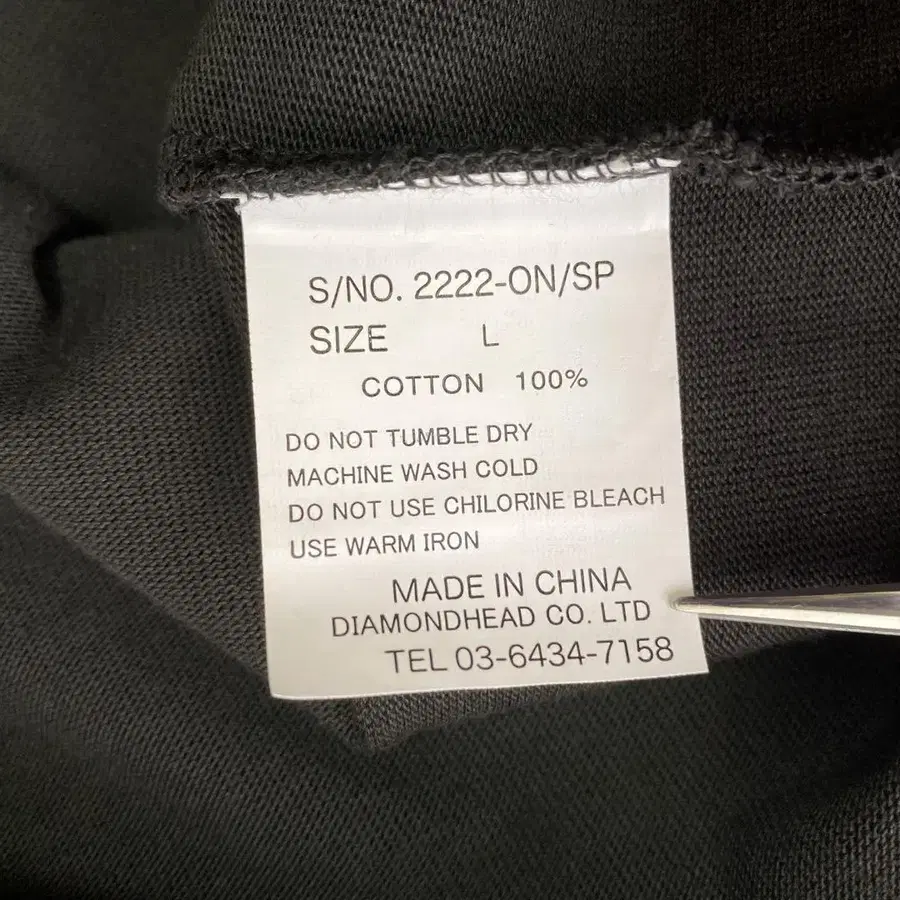 S/NO. 2222-ON/SP
SIZE L
COTTON 100%
DO NOT TUMBLE DRY
MACHINE WASH COLD
DO NOT USE CHILORINE BLEACH
USE WARM IRON
MADE IN CHINA
DIAMONDHEAD CO. LTD
TEL 03-6434-7158